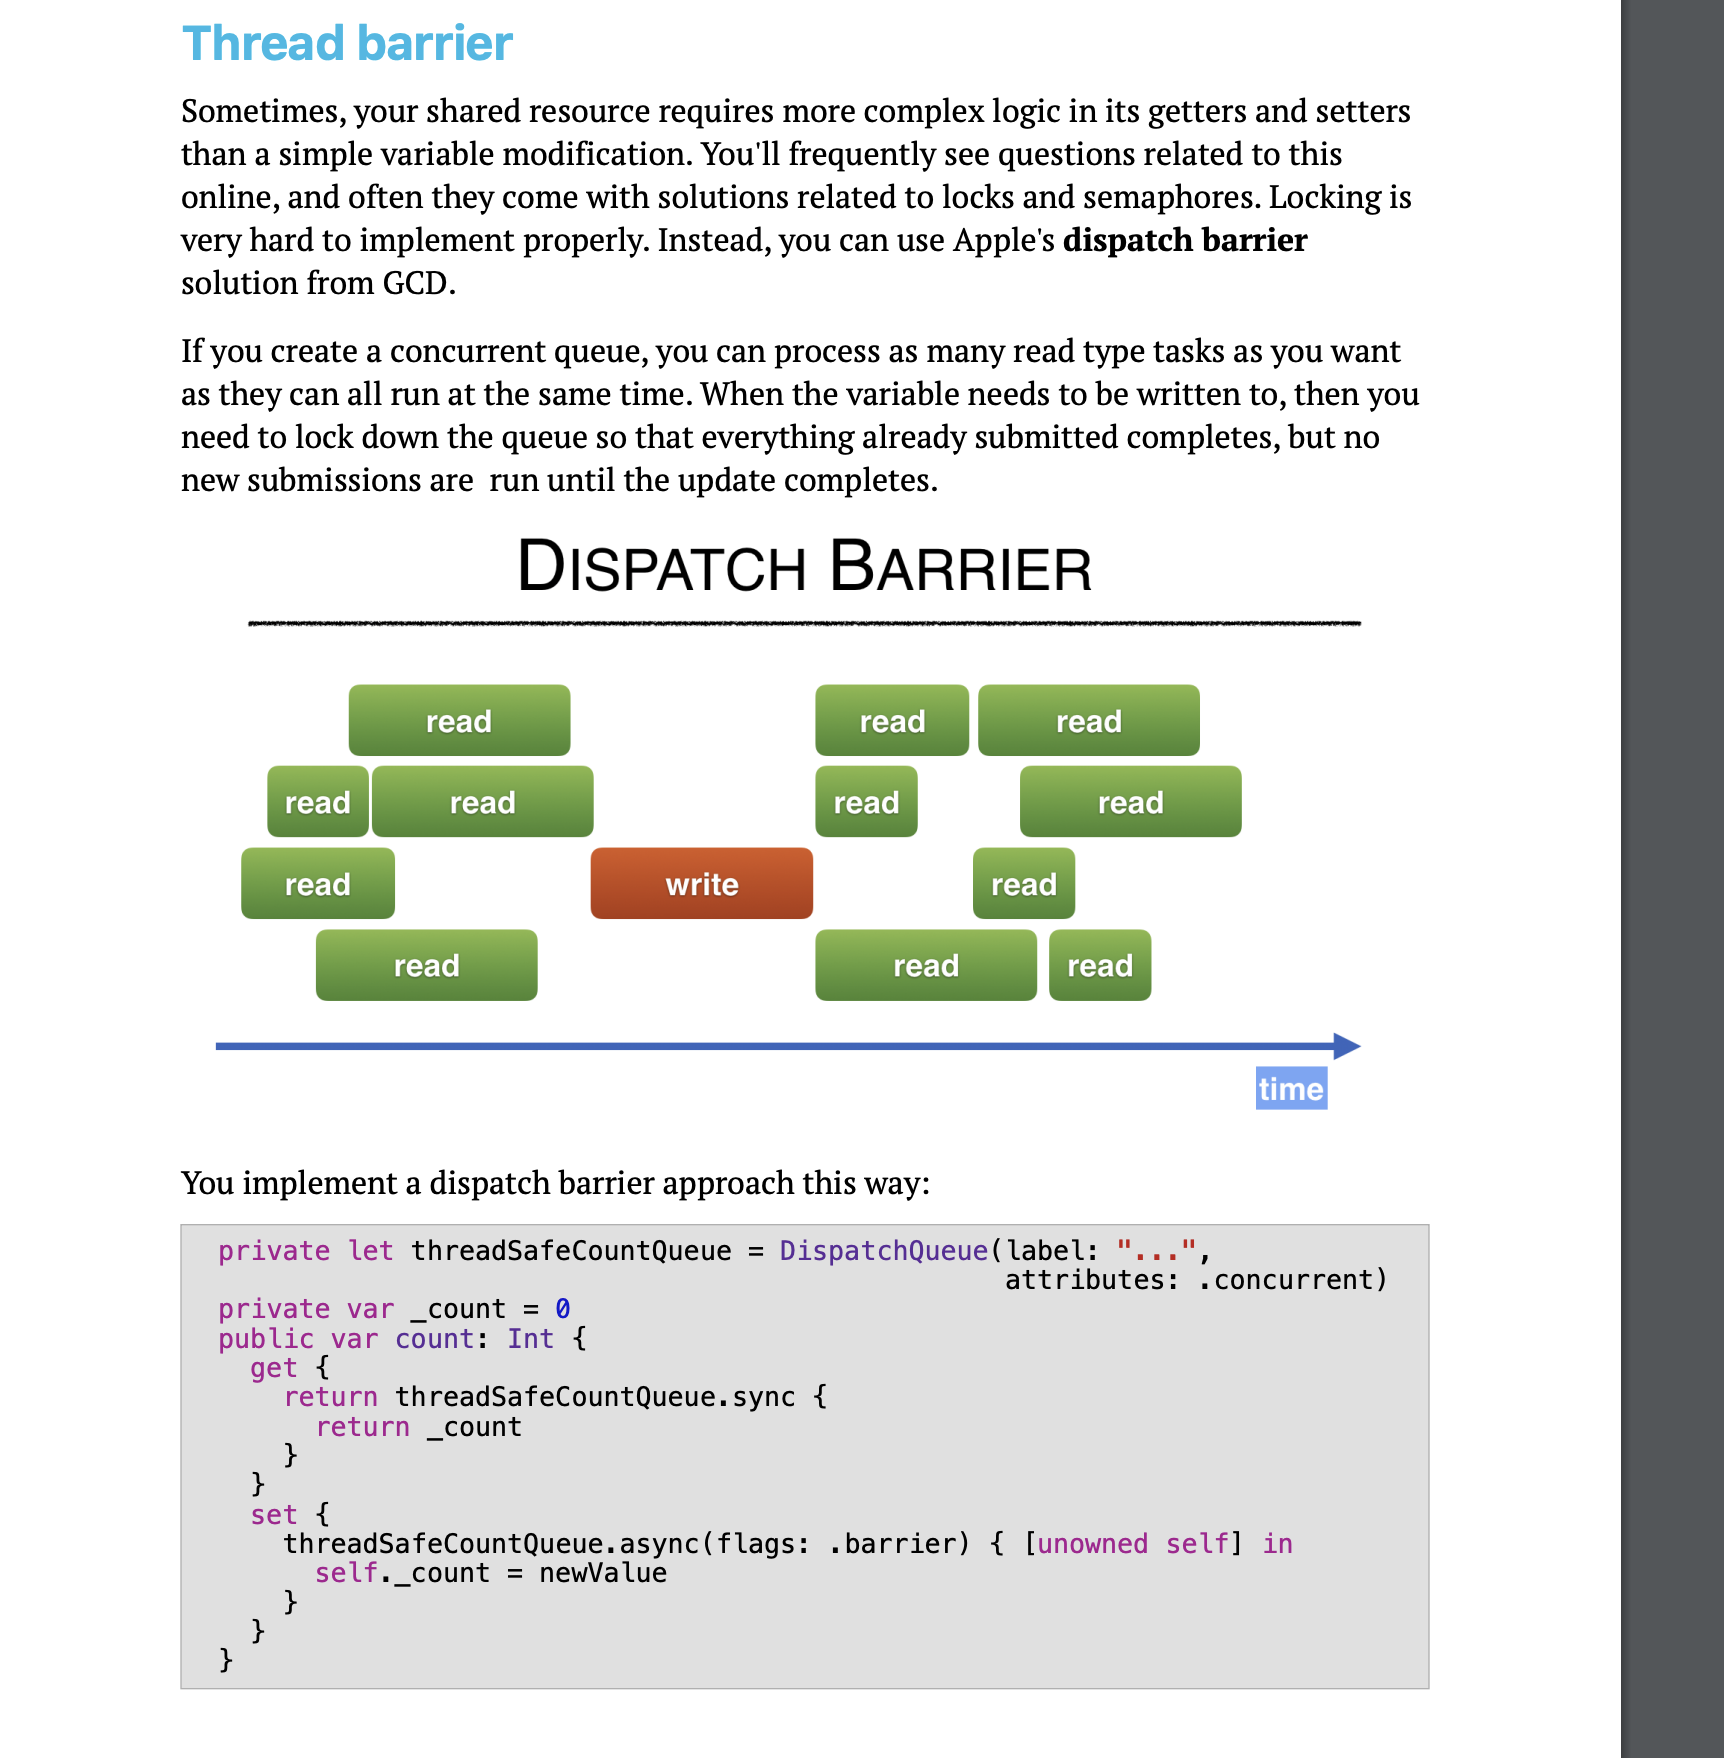 Thread barrier
Sometimes, your shared resource requires more complex logic in its getters and setters
than a simple variable modification. You'll frequently see questions related to this
online, and often they come with solutions related to locks and semaphores. Locking is
very hard to implement properly. Instead, you can use Apple's dispatch barrier
solution from GCD.
If you create a concurrent queue, you can process as many read type tasks as you want
as they can all run at the same time. When the variable needs to be written to, then you
need to lock down the queue so that everything already submitted completes, but no
new submissions are  run until the update completes.
DISPATCH BARRIER
read read read
read read read read
read write read
read read read
time
You implement a dispatch barrier approach this way:
private let threadSafeCountQueue = DispatchQueue(label: "...",
                                                 attributes: .concurrent)
private var _count = 0
public var count: Int {
  get {
    return threadSafeCountQueue.sync {
      return _count
    }
  }
  set {
    threadSafeCountQueue.async(flags: .barrier) { [unowned self] in
      self._count = newValue
    }
  }
}